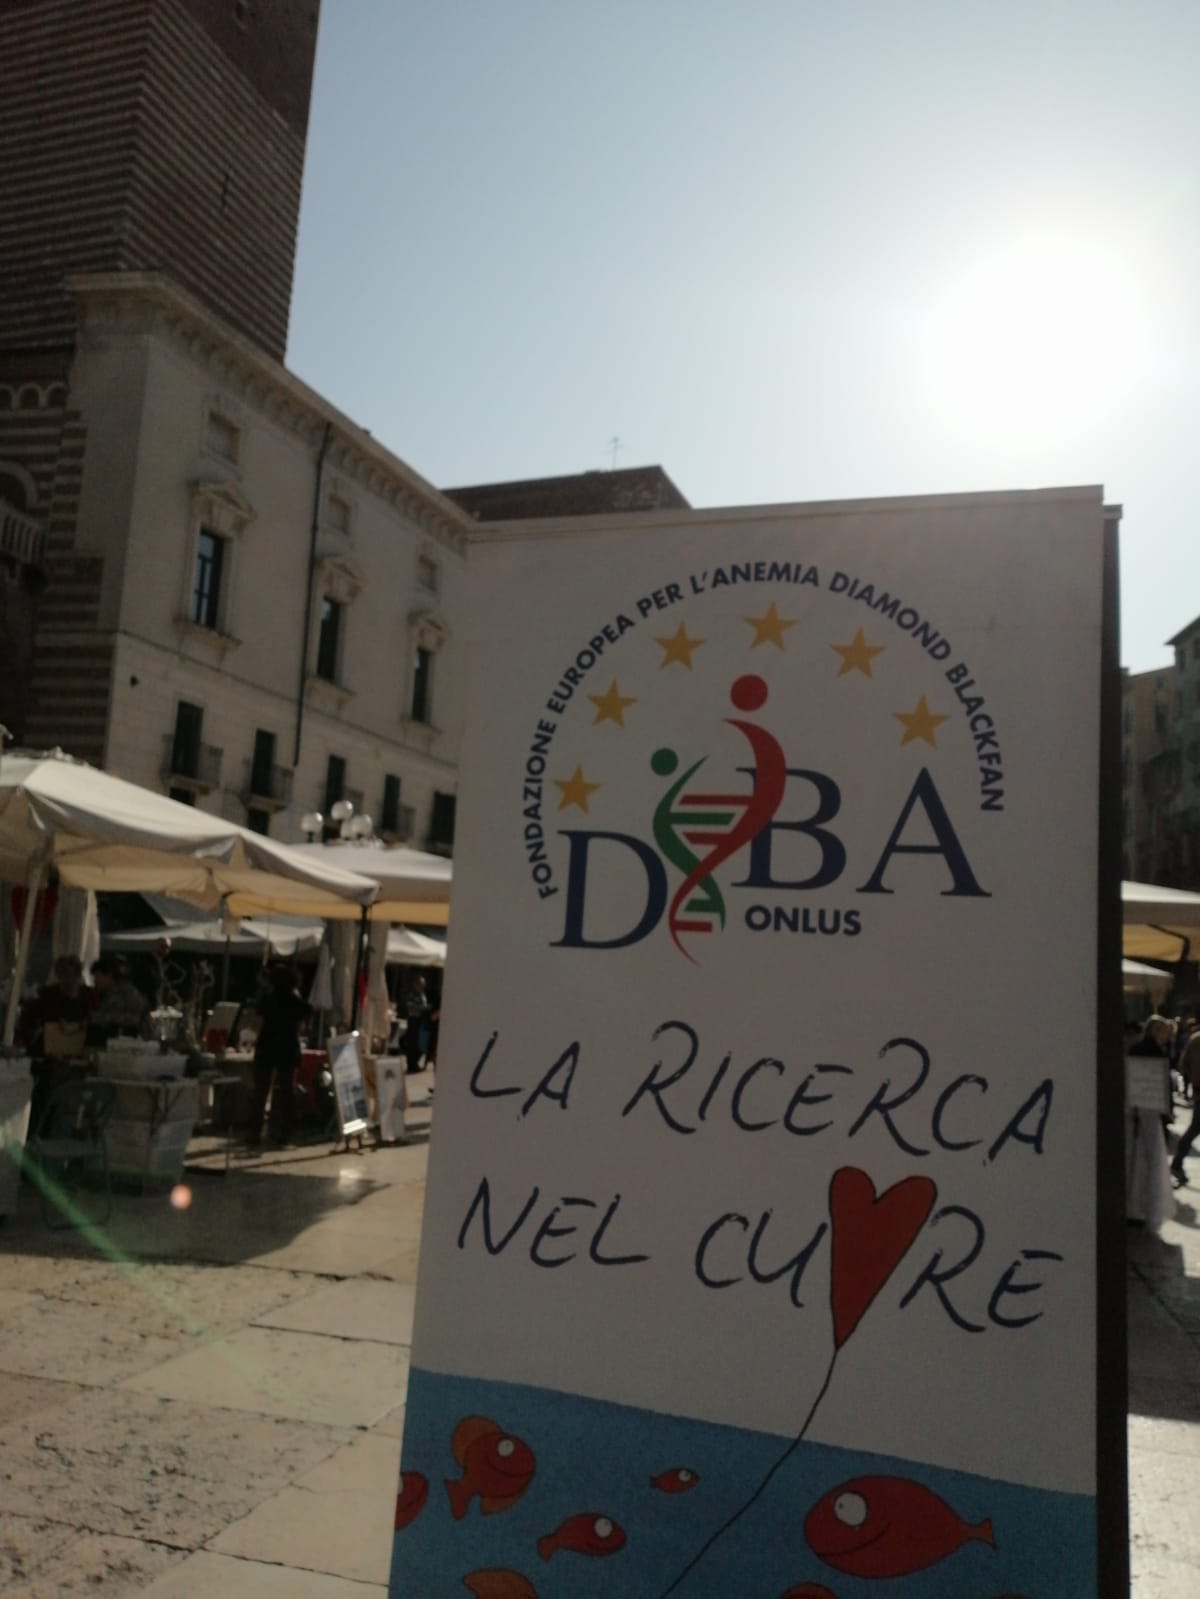 FONDAZIONE EUROPEA PER L'ANEMIA DIAMOND BLACKFAN
DBA
ONLUS
LA RICERCA
NEL CUORE